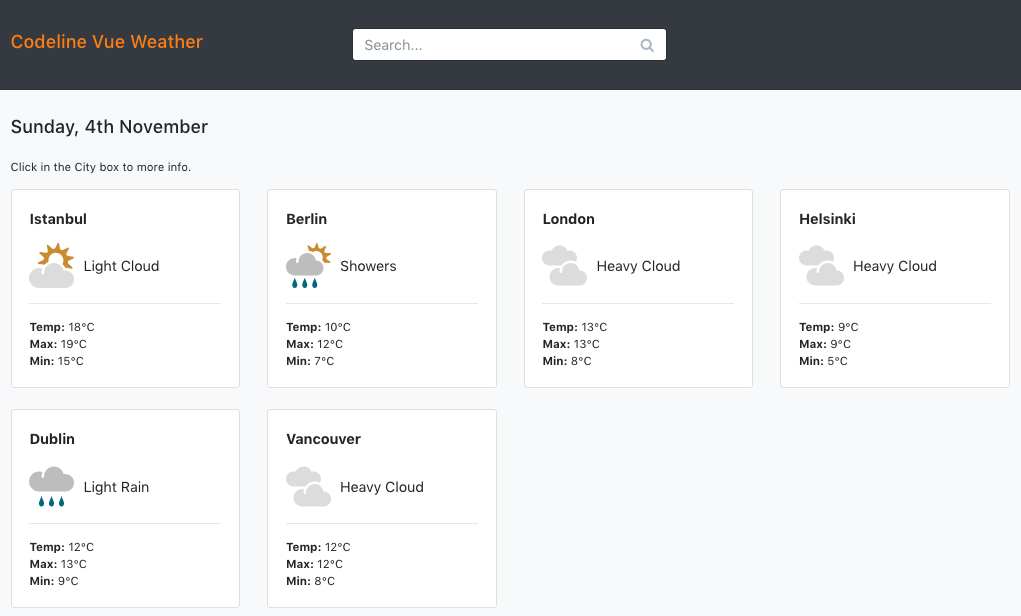 Codeline Vue Weather
Search...
Sunday, 4th November
Click in the City box to more info.
Istanbul
Light Cloud
Temp: 18°C
Max: 19°C
Min: 15°C
Berlin
Showers
Temp: 10°C
Max: 12°C
Min: 7°C
London
Heavy Cloud
Temp: 13°C
Max: 13°C
Min: 8°C
Helsinki
Heavy Cloud
Temp: 9°C
Max: 9°C
Min: 5°C
Dublin
Light Rain
Temp: 12°C
Max: 13°C
Min: 9°C
Vancouver
Heavy Cloud
Temp: 12°C
Max: 12°C
Min: 8°C